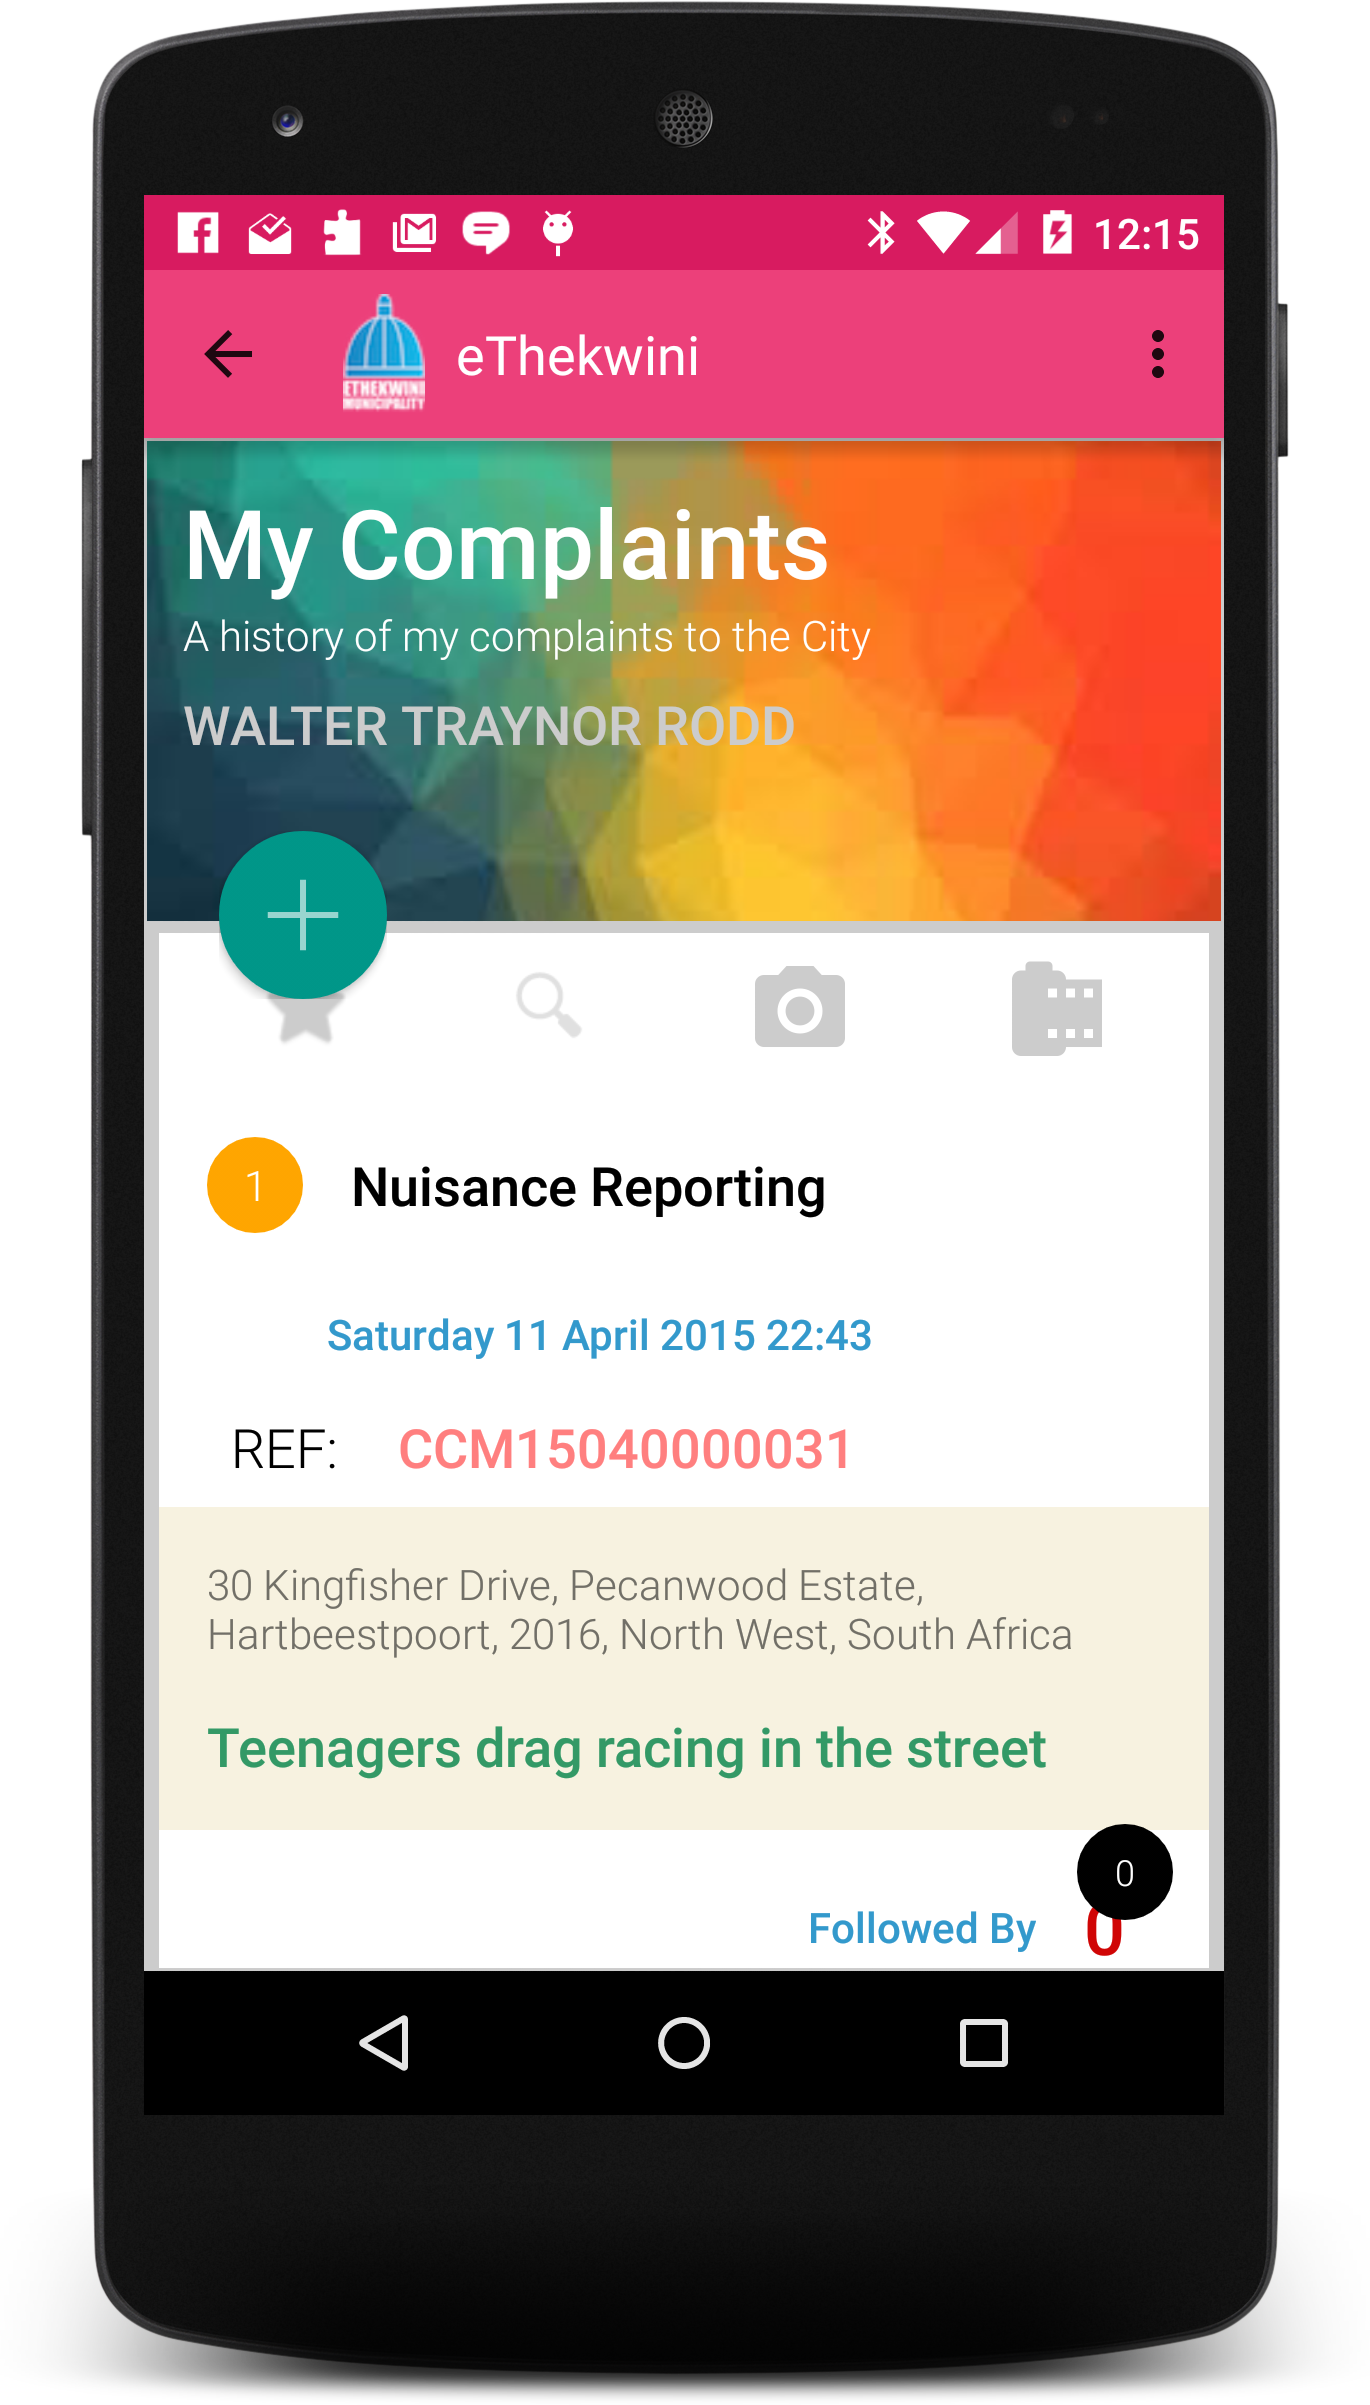 12:15
ETHEKWINI
MUNICIPALITY
eThekwini
My Complaints
A history of my complaints to the City
WALTER TRAYNOR RODD
1
Nuisance Reporting
Saturday 11 April 2015 22:43
REF: CCM15040000031
30 Kingfisher Drive, Pecanwood Estate,
Hartbeestpoort, 2016, North West, South Africa
Teenagers drag racing in the street
0
Followed By 0